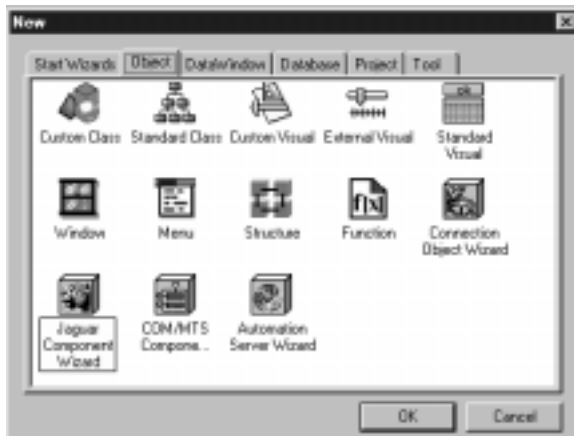 New
Start Wizards Object DataWindow Database Project Tool
Custom Class Standard Class Custom Visual External Visual Standard
Visual
Window Menu Structure Function Connection
Object Wizard
f(x)
Jaguar COM/MTS Automation
Component Compone... Server Wizard
Wizard
OK Cancel